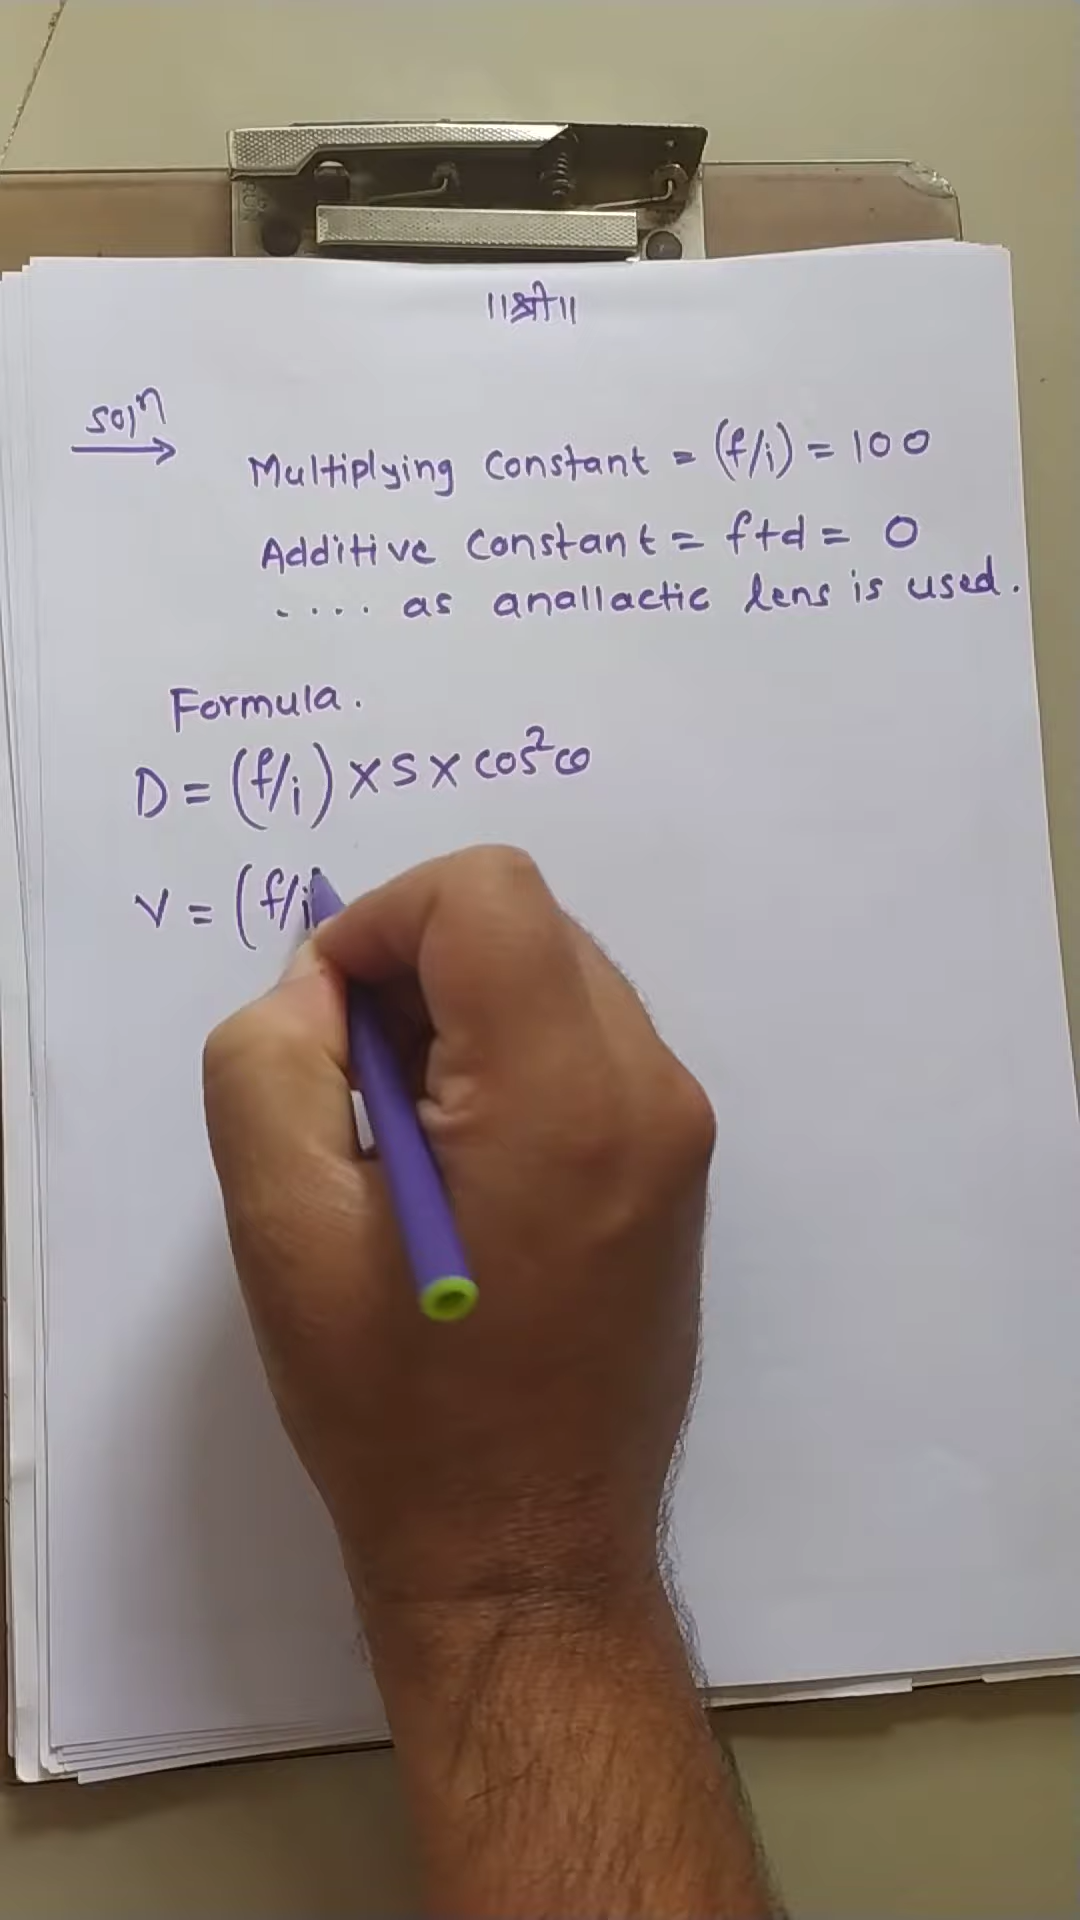 ॥श्री॥
Solⁿ
Multiplying Constant = (f/i) = 100
Additive Constant = f+d = 0
.... as anallactic lens is used.
Formula.
D = (f/i) × S × cos²θ
V = (f/i